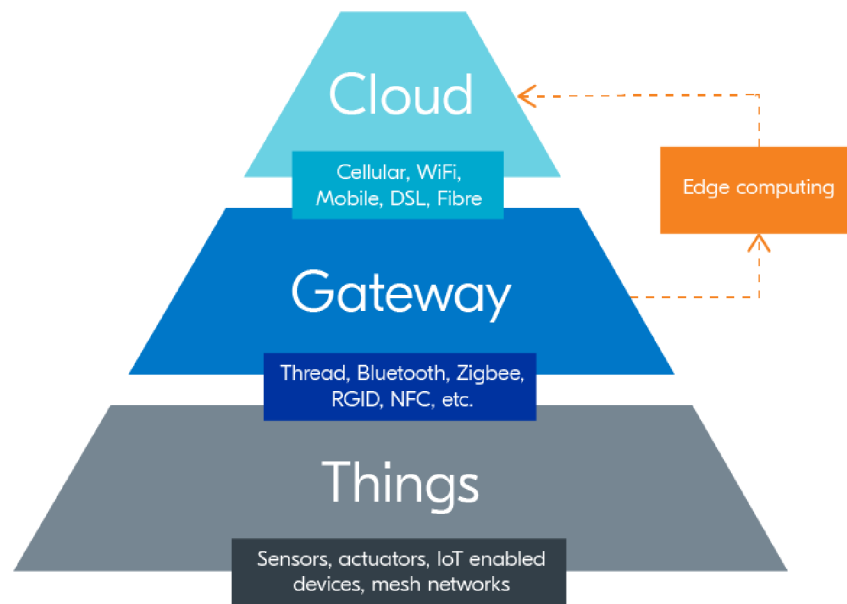 Cloud
Cellular, WiFi,
Mobile, DSL, Fibre
Edge computing
Gateway
Thread, Bluetooth, Zigbee,
RGID, NFC, etc.
Things
Sensors, actuators, IoT enabled
devices, mesh networks